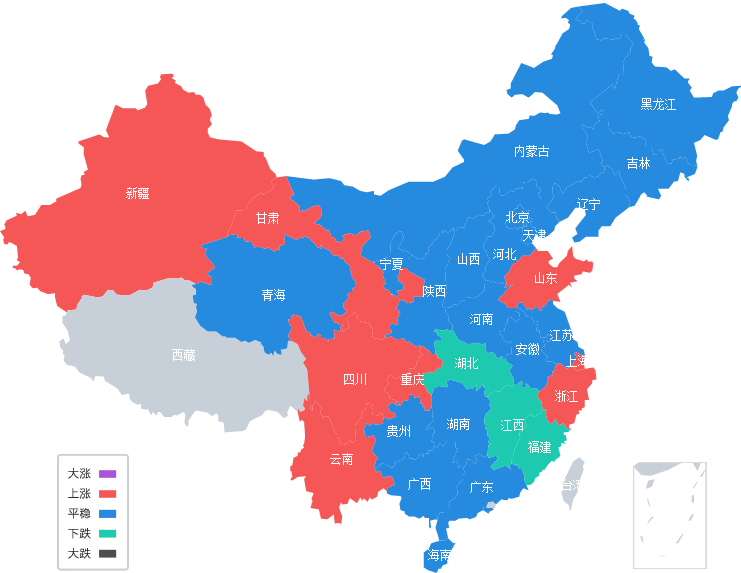 黑龙江
内蒙古
吉林
新疆
辽宁
甘肃
北京
天津
河北
山西
宁夏
山东
陕西
青海
河南
江苏
安徽
西藏
上海
湖北
四川
重庆
浙江
湖南
江西
贵州
福建
云南
广西
广东
台湾
海南
大涨
上涨
平稳
下跌
大跌